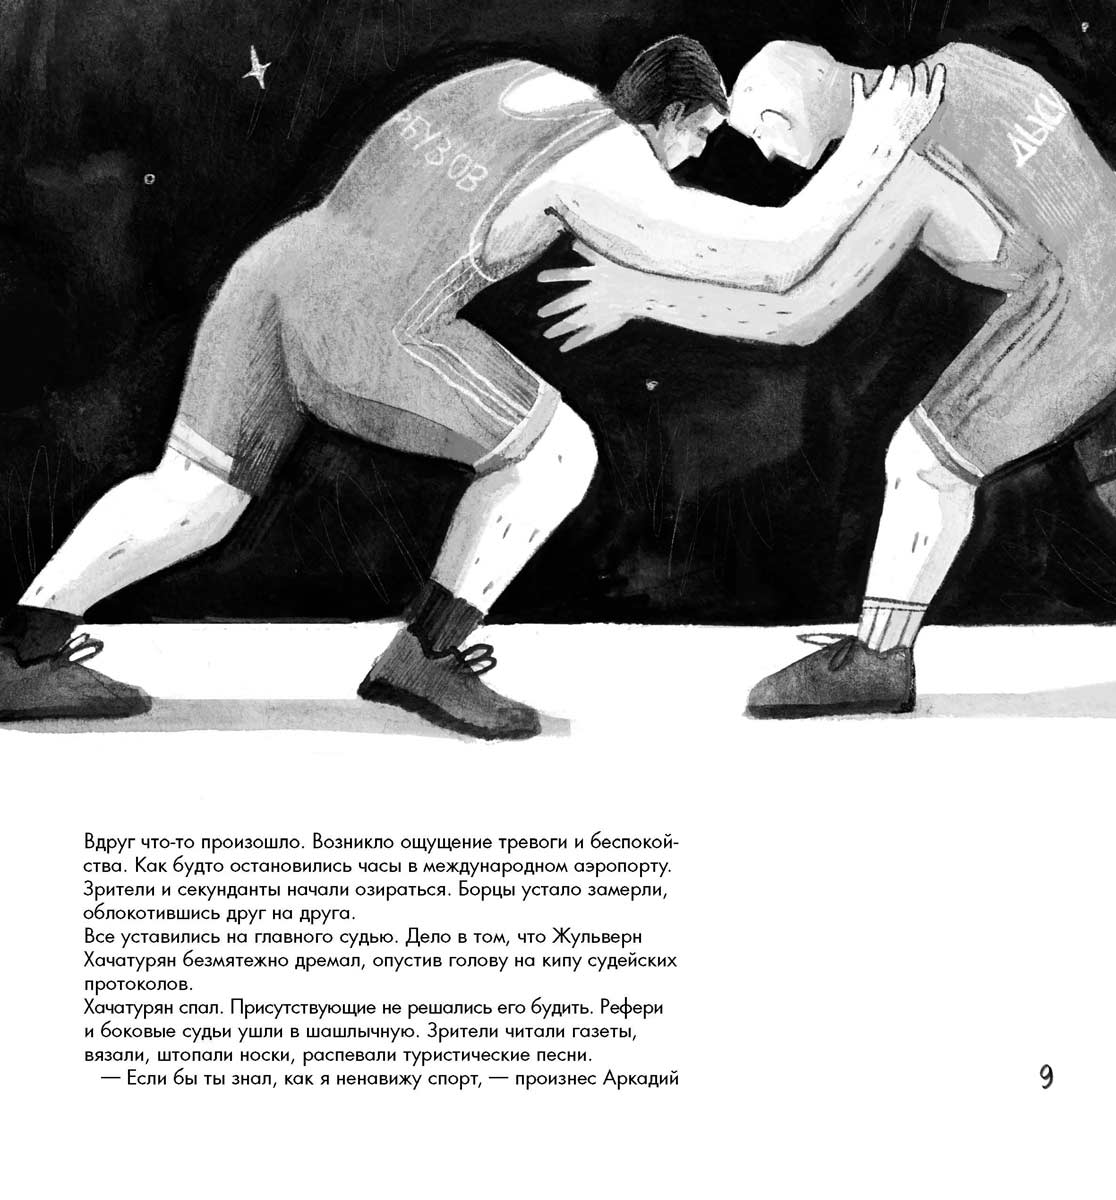 РБУЗОВ
ДЫС
Вдруг что-то произошло. Возникло ощущение тревоги и беспокой-
ства. Как будто остановились часы в международном аэропорту.
Зрители и секунданты начали озираться. Борцы устало замерли,
облокотившись друг на друга.
Все уставились на главного судью. Дело в том, что Жульверн
Хачатурян безмятежно дремал, опустив голову на кипу судейских
протоколов.
Хачатурян спал. Присутствующие не решались его будить. Рефери
и боковые судьи ушли в шашлычную. Зрители читали газеты,
вязали, штопали носки, распевали туристические песни.
— Если бы ты знал, как я ненавижу спорт, — произнес Аркадий
9